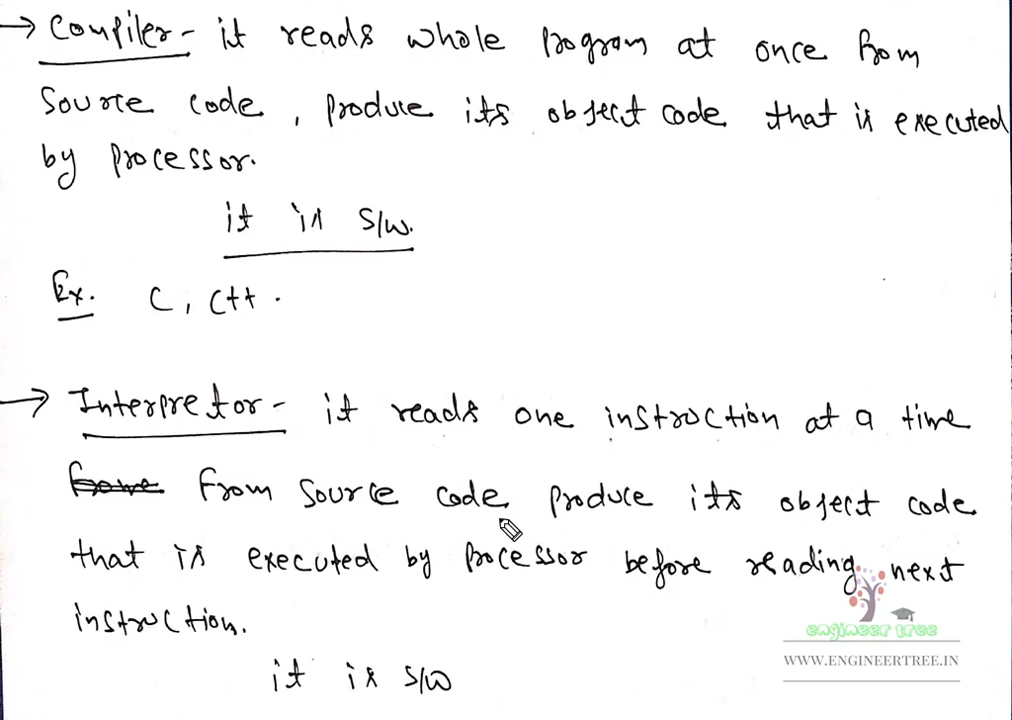 → Compiler - it reads whole program at once from
Source code, produce its object code that is executed
by processor.
it is S/W.
Ex. C, C++.
→ Interpretor - it reads one instruction at a time
from source code produce its object code
that is executed by processor before reading next
instruction.
it is S/W
engineer tree
WWW.ENGINEERTREE.IN